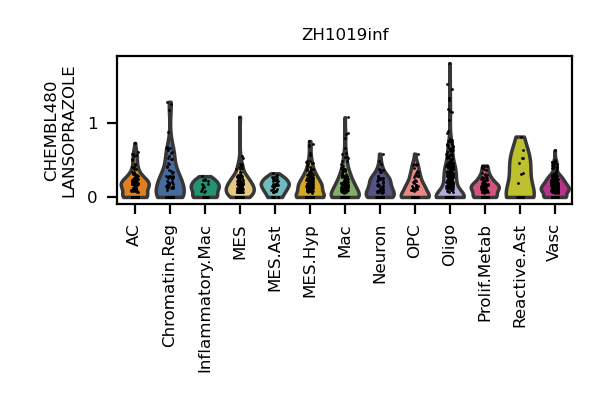 ZH1019inf
CHEMBL480
LANSOPRAZOLE
1
0
AC
Chromatin.Reg
Inflammatory.Mac
MES
MES.Ast
MES.Hyp
Mac
Neuron
OPC
Oligo
Prolif.Metab
Reactive.Ast
Vasc